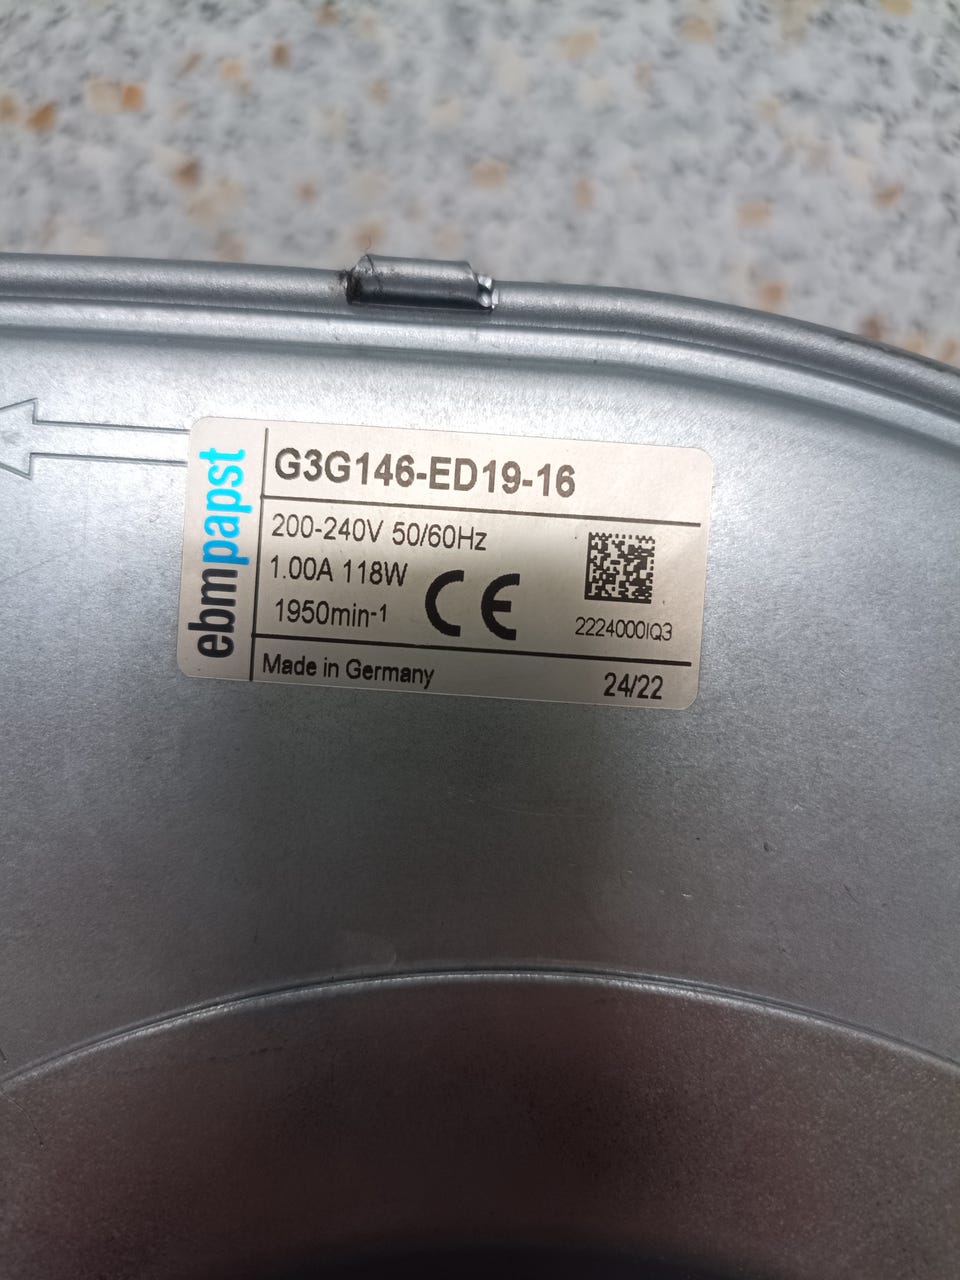 ebmpapst
G3G146-ED19-16
200-240V 50/60Hz
1.00A 118W
1950min-1
CE
2224000IQ3
Made in Germany
24/22